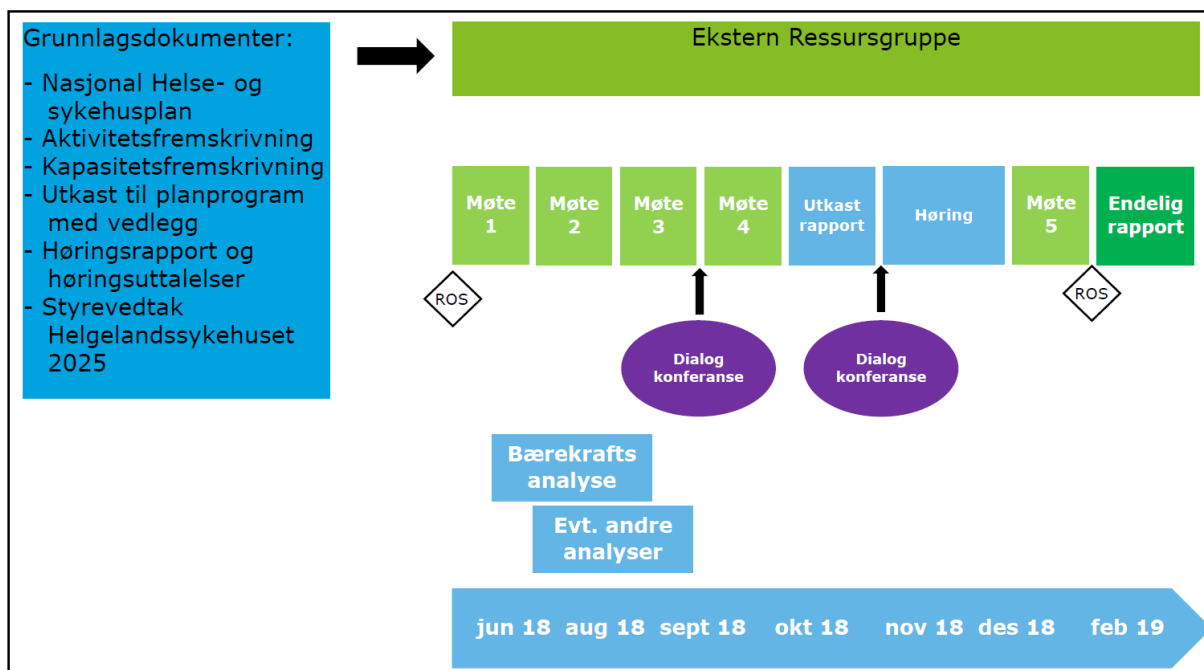 Grunnlagsdokumenter:
- Nasjonal Helse- og
sykehusplan
- Aktivitetsfremskrivning
- Kapasitetsfremskrivning
- Utkast til planprogram
med vedlegg
- Høringsrapport og
høringsuttalelser
- Styrevedtak
Helgelandssykehuset
2025
Ekstern Ressursgruppe
Møte
1
Møte
2
Møte
3
Møte
4
Utkast
rapport
Høring
Møte
5
Endelig
rapport
ROS
ROS
Dialog
konferanse
Dialog
konferanse
Bærekrafts
analyse
Evt. andre
analyser
jun 18 aug 18 sept 18 okt 18 nov 18 des 18 feb 19